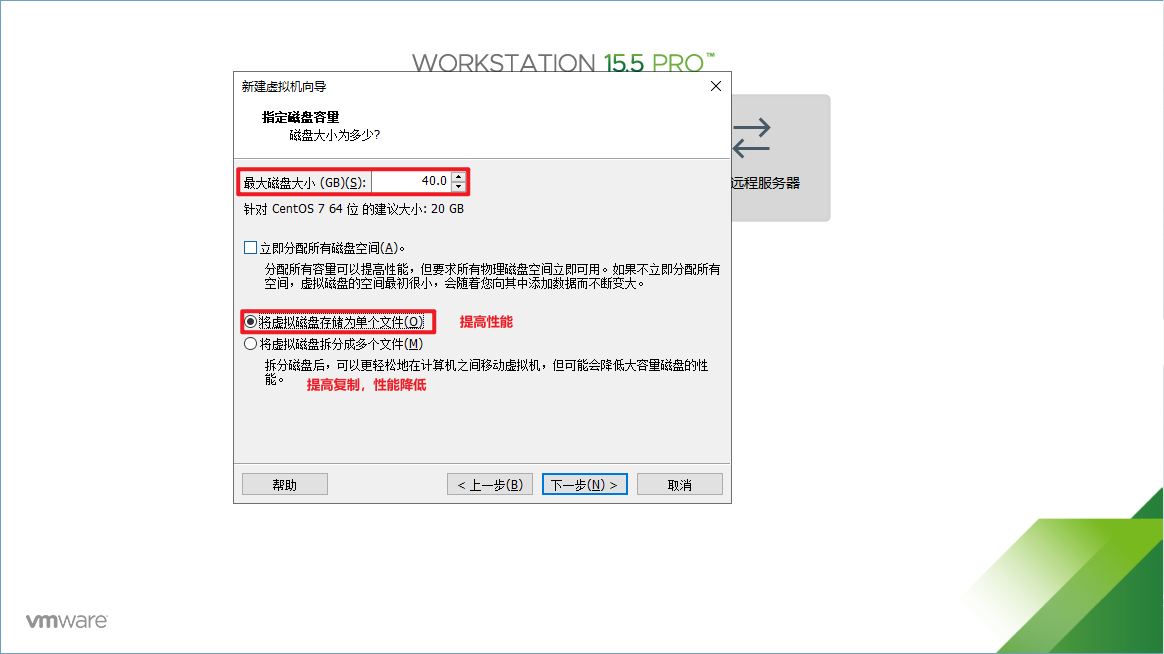 WORKSTATION 15.5 PRO™
新建虚拟机向导
指定磁盘容量
磁盘大小为多少?
最大磁盘大小 (GB)(S): 40.0
远程服务器
针对 CentOS 7 64 位 的建议大小: 20 GB
立即分配所有磁盘空间(A)。
分配所有容量可以提高性能，但要求所有物理磁盘空间立即可用。如果不立即分配所有
空间，虚拟磁盘的空间最初很小，会随着您向其中添加数据而不断变大。
将虚拟磁盘存储为单个文件(O) 提高性能
将虚拟磁盘拆分成多个文件(M)
拆分磁盘后，可以更轻松地在计算机之间移动虚拟机，但可能会降低大容量磁盘的性
能。 提高复制，性能降低
帮助 < 上一步(B) 下一步(N) > 取消
vmware